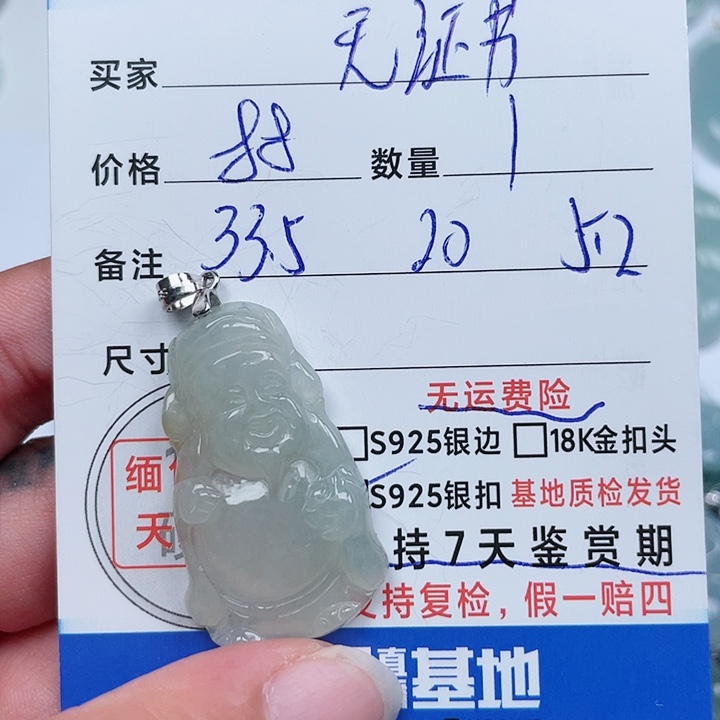 买家 无证书
价格 数量 1
备注 33.5 20 5.12
尺寸
无运费险
S925银边 □18K金扣头
S925银扣 基地质检发货
持7天鉴赏期
持复检，假一赔四
缅
天
基地